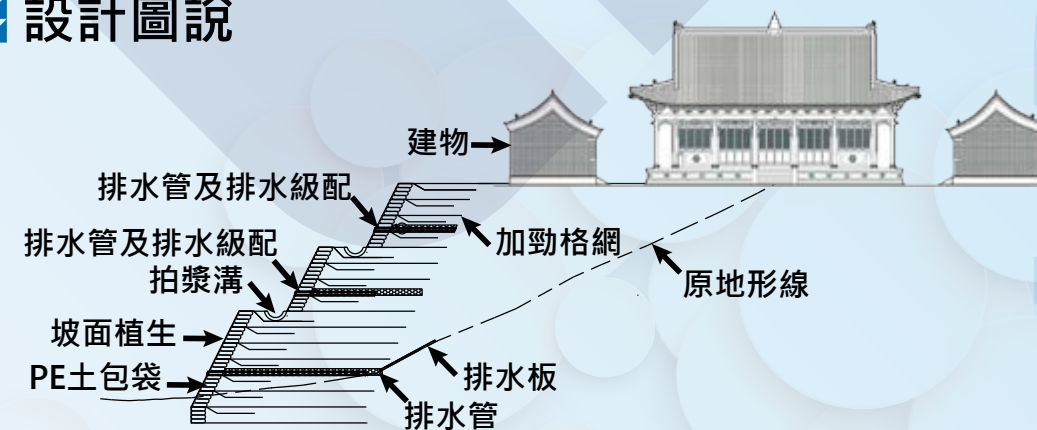 設計圖說
建物
排水管及排水級配
加勁格網
排水管及排水級配
原地形線
拍漿溝
坡面植生
PE土包袋
排水板
排水管